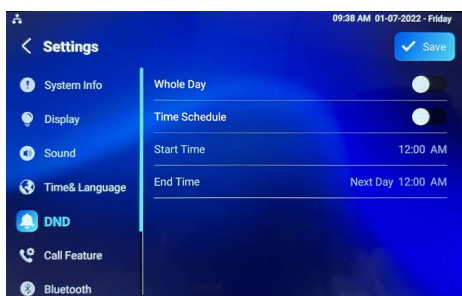 09:38 AM 01-07-2022 - Friday
Settings
Save
System Info
Display
Sound
Time& Language
DND
Call Feature
Bluetooth
Whole Day
Time Schedule
Start Time 12:00 AM
End Time Next Day 12:00 AM